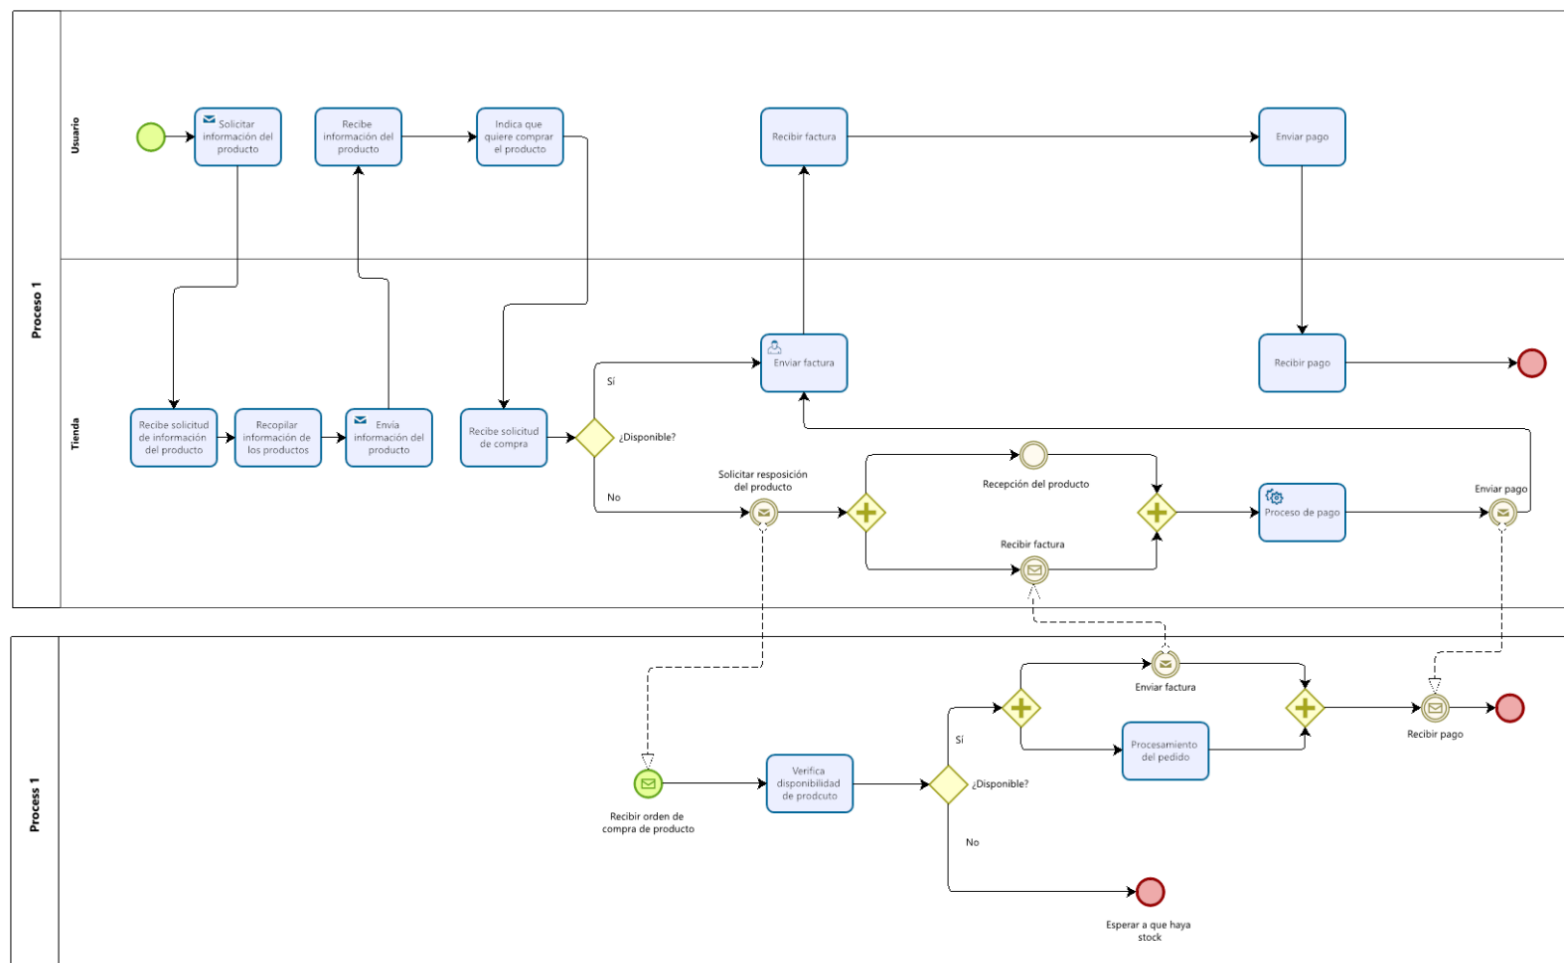 Proceso 1
Usuario
Solicitar
información del
producto
Recibe
información del
producto
Indica que
quiere comprar
el producto
Recibir factura
Enviar pago
Tienda
Recibe solicitud
de información
del producto
Recopilar
información de
los productos
Envía
información del
producto
Recibe solicitud
de compra
¿Disponible?
Sí
No
Enviar factura
Recibir pago
Solicitar resposición
del producto
Recepción del producto
Recibir factura
Proceso de pago
Enviar pago
Process 1
Recibir orden de
compra de producto
Verifica
disponibilidad
de prodcuto
¿Disponible?
Sí
No
Enviar factura
Procesamiento
del pedido
Recibir pago
Esperar a que haya
stock